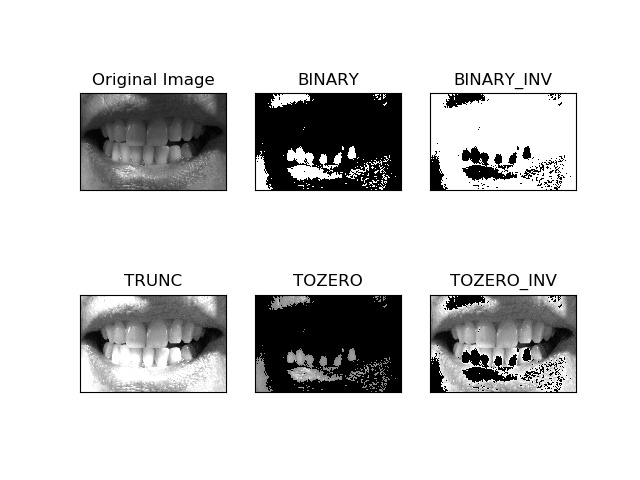 Original Image
BINARY
BINARY_INV
TRUNC
TOZERO
TOZERO_INV